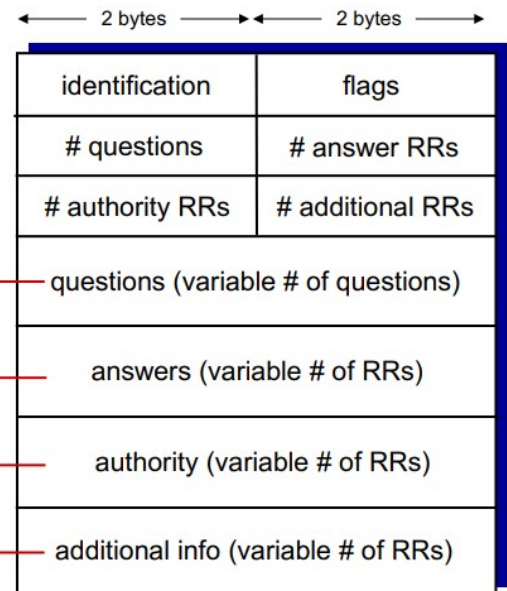 2 bytes 2 bytes
identification flags
# questions # answer RRs
# authority RRs # additional RRs
questions (variable # of questions)
answers (variable # of RRs)
authority (variable # of RRs)
additional info (variable # of RRs)